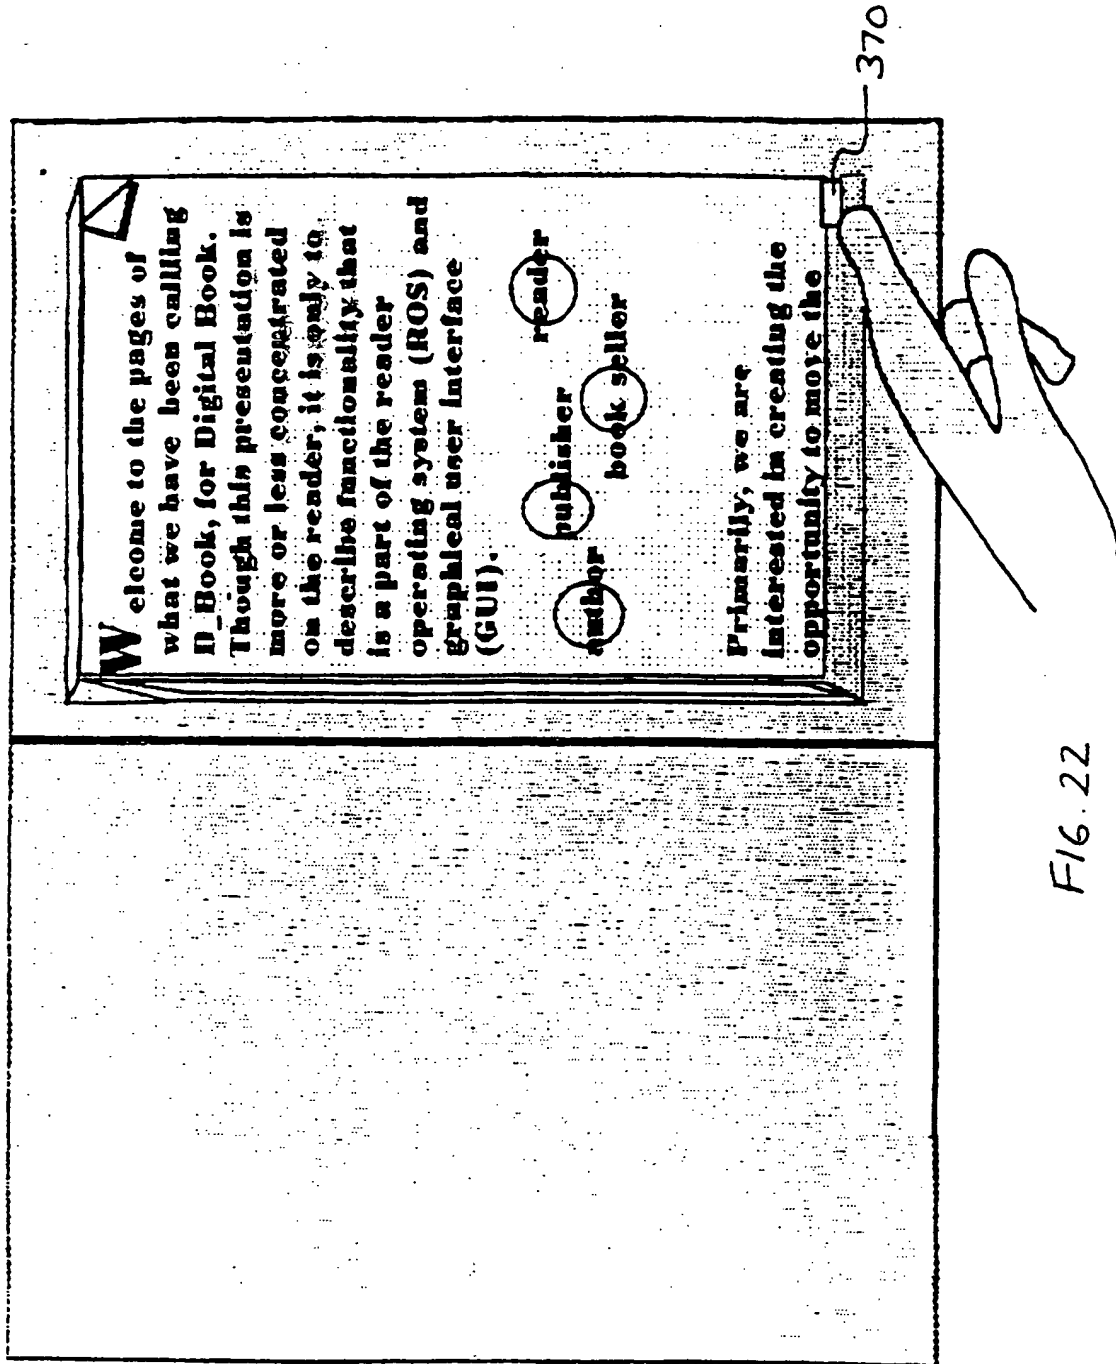 Welcome to the pages of
what we have been calling
D_Book, for Digital Book.
Though this presentation is
more or less concentrated
on the reader, it is only to
describe functionality that
is a part of the reader
operating system (ROS) and
graphical user interface
(GUI).
reader
publisher
author
book seller
Primarily, we are
interested in creating the
opportunity to move the
370
FIG. 22